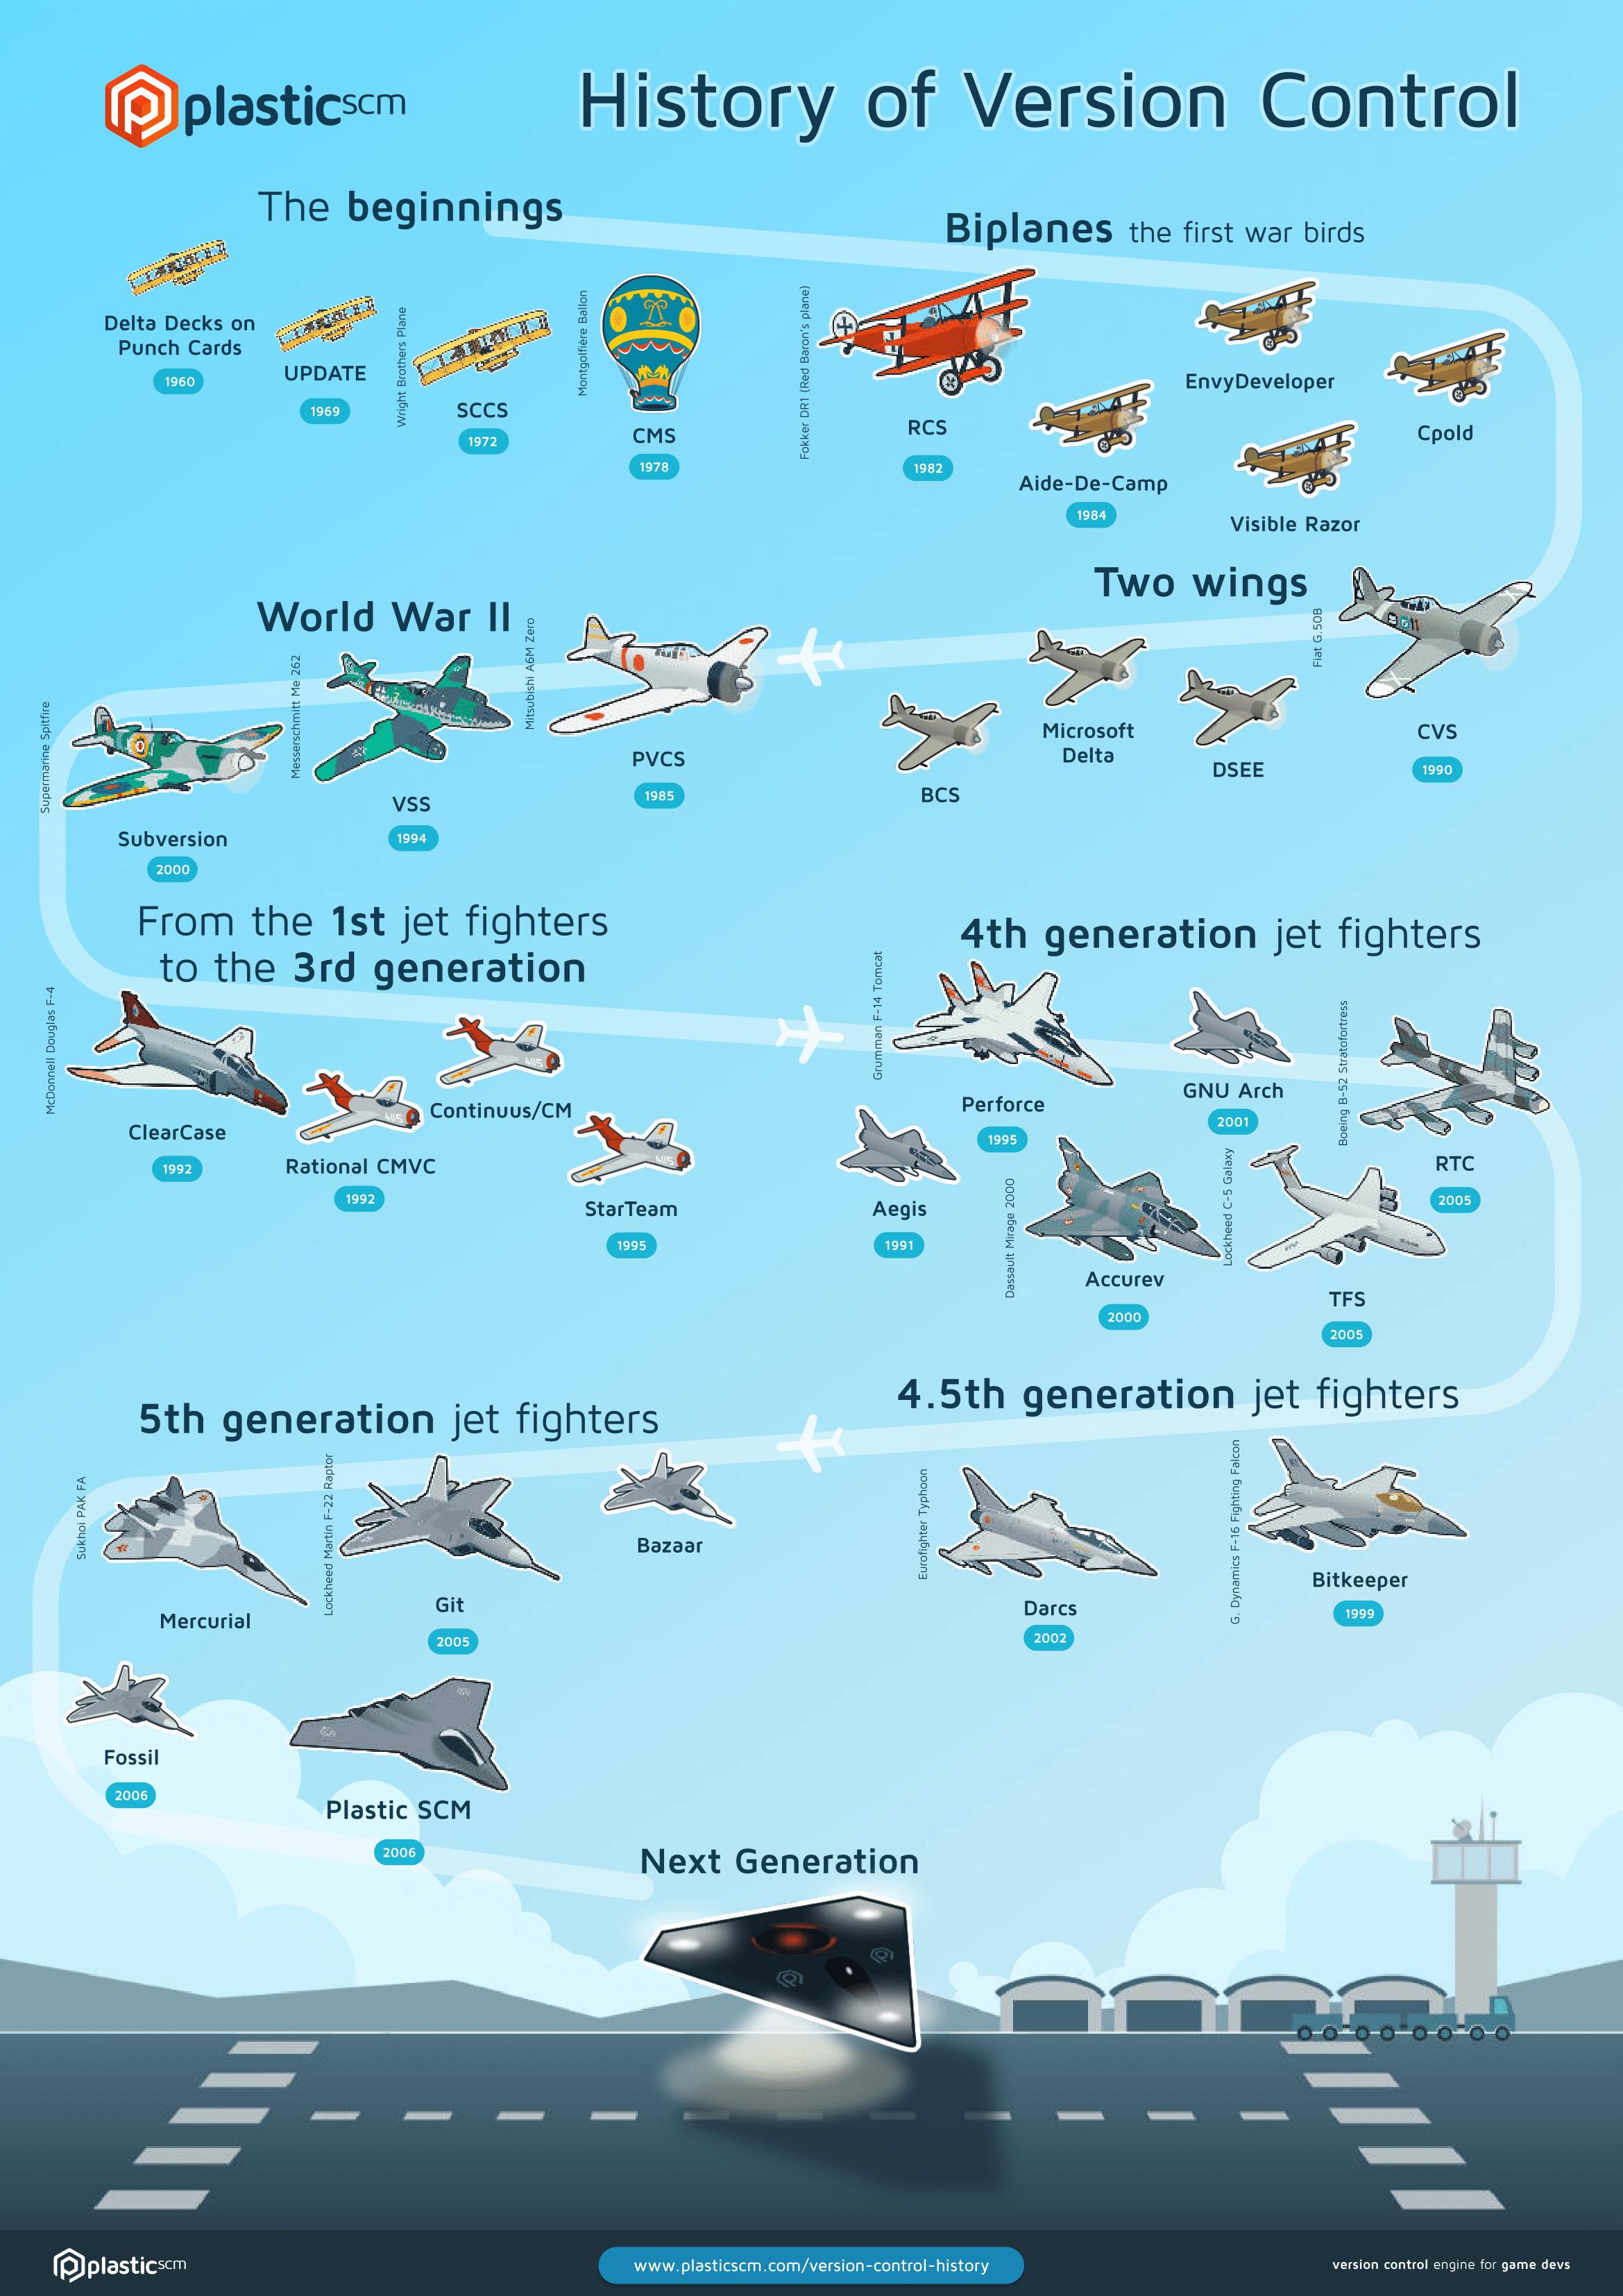 plasticscm
History of Version Control
The beginnings
Delta Decks on
Punch Cards
1960
UPDATE
1969
Wright Brothers Plane
SCCS
1972
Montgolfière Ballon
CMS
1978
Biplanes the first war birds
Fokker DR1 (Red Baron's plane)
RCS
1982
Aide-De-Camp
1984
EnvyDeveloper
Visible Razor
Cpold
Two wings
Fiat G.50B
CVS
1990
DSEE
Microsoft
Delta
BCS
World War II
Mitsubishi A6M Zero
PVCS
1985
Messerschmitt Me 262
VSS
1994
Supermarine Spitfire
Subversion
2000
From the 1st jet fighters
to the 3rd generation
McDonnell Douglas F-4
ClearCase
1992
Rational CMVC
1992
Continuus/CM
4115
4115
4115
StarTeam
1995
4th generation jet fighters
Grumman F-14 Tomcat
Perforce
1995
Aegis
1991
GNU Arch
2001
Dassault Mirage 2000
Accurev
2000
Boeing B-52 Stratofortress
RTC
2005
Lockheed C-5 Galaxy
TFS
2005
4.5th generation jet fighters
G. Dynamics F-16 Fighting Falcon
Bitkeeper
1999
Eurofighter Typhoon
Darcs
2002
5th generation jet fighters
Sukhoi PAK FA
Mercurial
Lockheed Martin F-22 Raptor
Git
2005
Bazaar
Fossil
2006
Plastic SCM
2006
Next Generation
plasticscm
www.plasticscm.com/version-control-history
version control engine for game devs